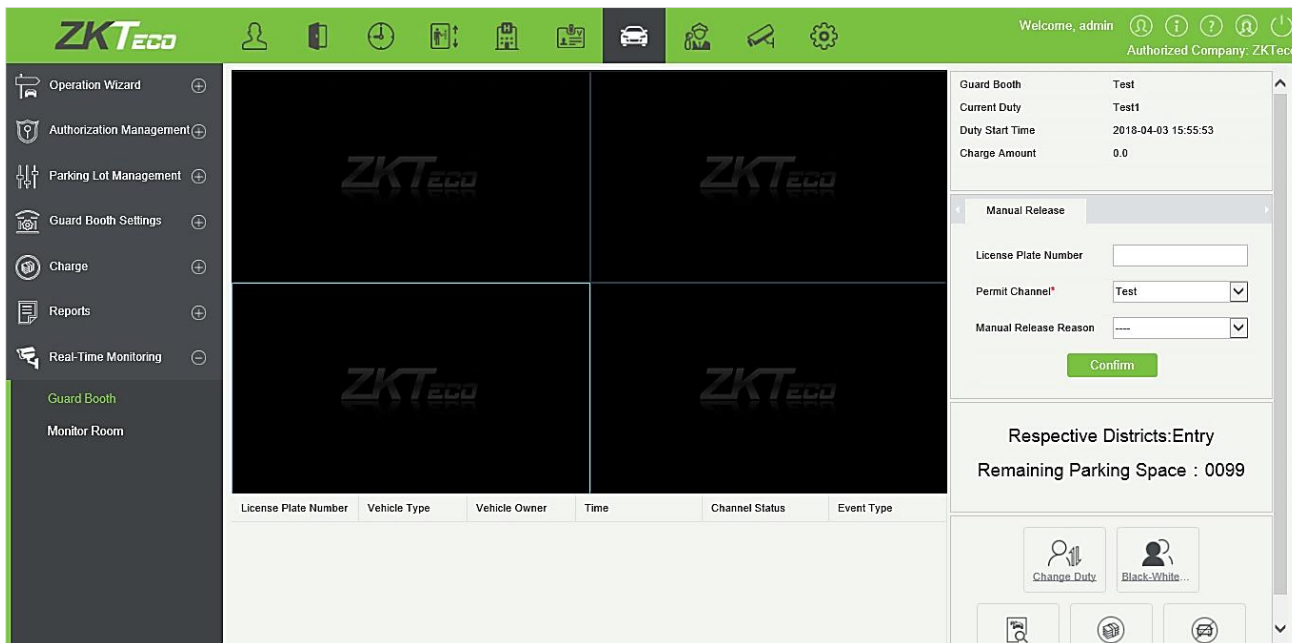 ZKTECO
Welcome, admin
Authorized Company: ZKTeco
Operation Wizard
Authorization Management
Parking Lot Management
Guard Booth Settings
Charge
Reports
Real-Time Monitoring
Guard Booth
Monitor Room
ZKTECO
ZKTECO
ZKTECO
ZKTECO
License Plate Number Vehicle Type Vehicle Owner Time Channel Status Event Type
Guard Booth Test
Current Duty Test1
Duty Start Time 2018-04-03 15:55:53
Charge Amount 0.0
Manual Release
License Plate Number
Permit Channel* Test
Manual Release Reason ----
Confirm
Respective Districts:Entry
Remaining Parking Space : 0099
Change Duty Black-White...